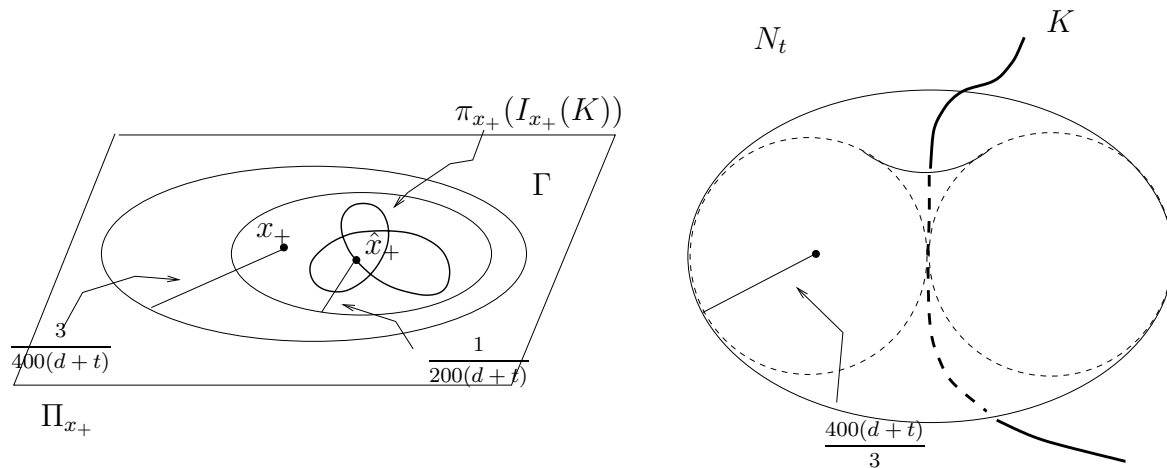 π_{x_+}(I_{x_+}(K))
Γ
x_+
x̂_+
3
400(d + t)
1
200(d + t)
Π_{x_+}
N_t
K
400(d + t)
3